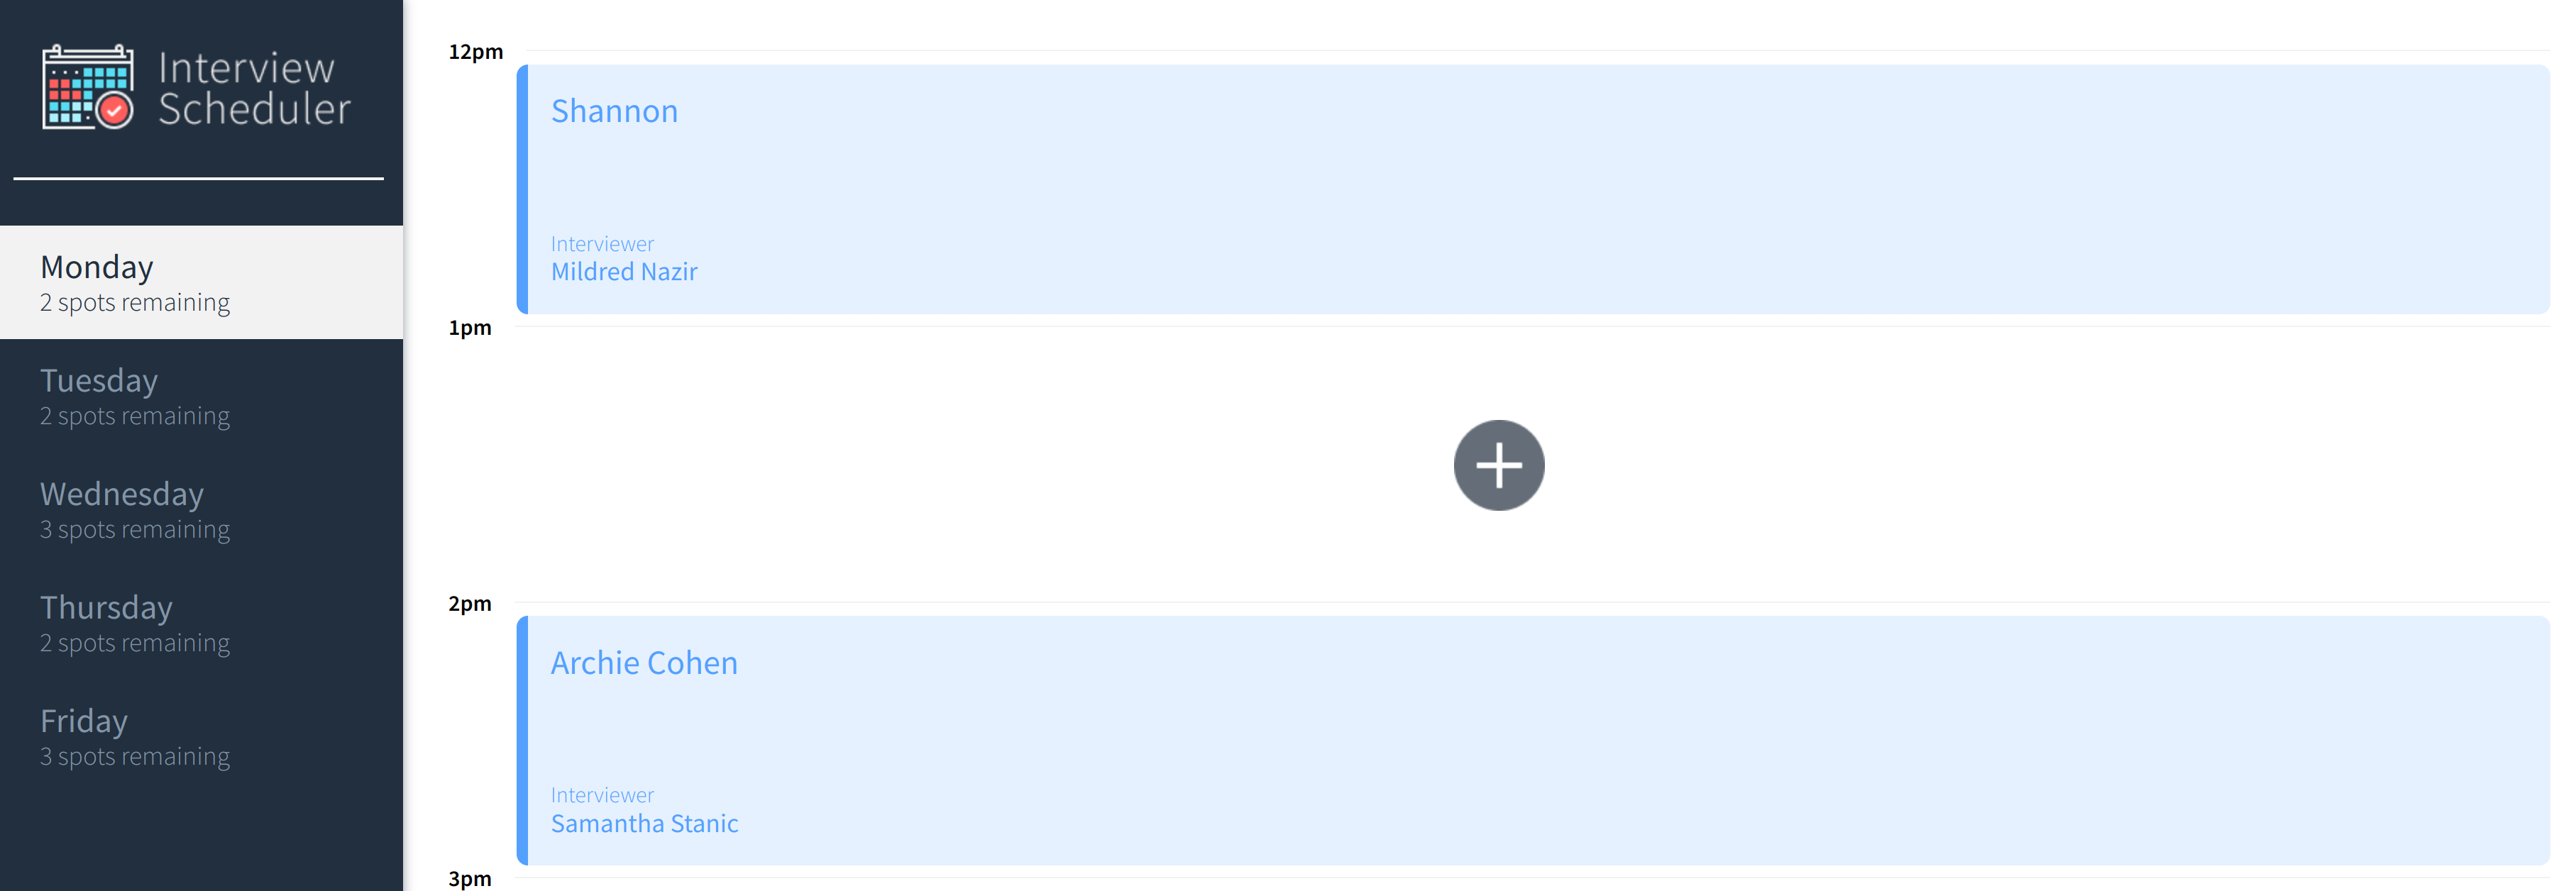 Interview
Scheduler
Monday
2 spots remaining
Tuesday
2 spots remaining
Wednesday
3 spots remaining
Thursday
2 spots remaining
Friday
3 spots remaining
12pm
Shannon
Interviewer
Mildred Nazir
1pm
2pm
Archie Cohen
Interviewer
Samantha Stanic
3pm